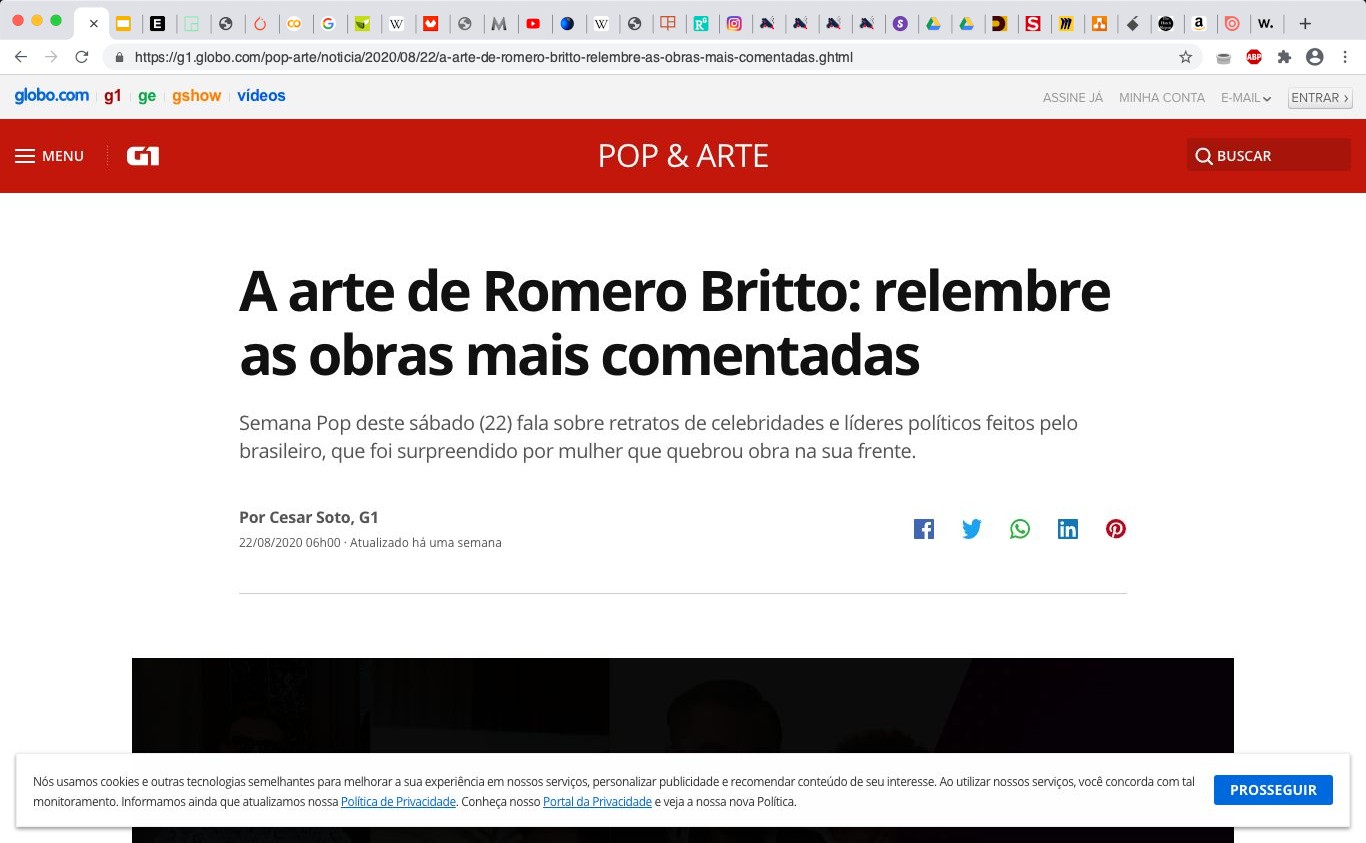 https://g1.globo.com/pop-arte/noticia/2020/08/22/a-arte-de-romero-britto-relembre-as-obras-mais-comentadas.ghtml
ABP
globo.com g1 ge gshow vídeos
ASSINE JÁ MINHA CONTA E-MAIL ENTRAR ›
MENU G1 POP & ARTE BUSCAR
A arte de Romero Britto: relembre
as obras mais comentadas
Semana Pop deste sábado (22) fala sobre retratos de celebridades e líderes políticos feitos pelo
brasileiro, que foi surpreendido por mulher que quebrou obra na sua frente.
Por Cesar Soto, G1
22/08/2020 06h00 · Atualizado há uma semana
Nós usamos cookies e outras tecnologias semelhantes para melhorar a sua experiência em nossos serviços, personalizar publicidade e recomendar conteúdo de seu interesse. Ao utilizar nossos serviços, você concorda com tal
monitoramento. Informamos ainda que atualizamos nossa Política de Privacidade. Conheça nosso Portal da Privacidade e veja a nossa nova Política.
PROSSEGUIR